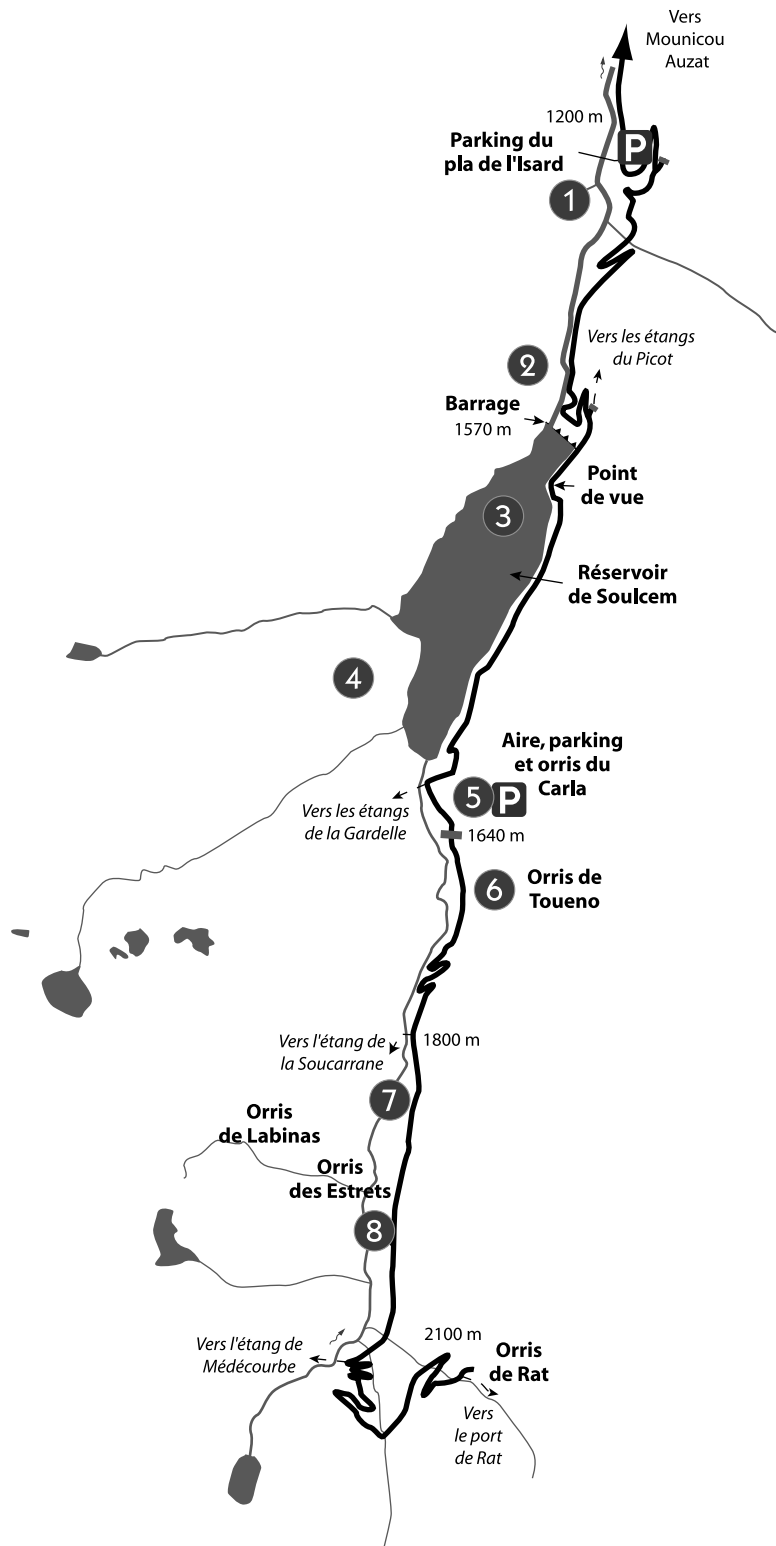 Vers
Mounicou
Auzat
1200 m
Parking du
pla de l'Isard
P
1
Vers les étangs
du Picot
2
Barrage
1570 m
Point
de vue
3
Réservoir
de Soulcem
4
Aire, parking
et orris du
Carla
5
P
Vers les étangs
de la Gardelle
1640 m
6
Orris de
Toueno
Vers l'étang de
la Soucarrane
1800 m
7
Orris
de Labinas
Orris
des Estrets
8
2100 m
Vers l'étang de
Médécourbe
Orris
de Rat
Vers
le port
de Rat